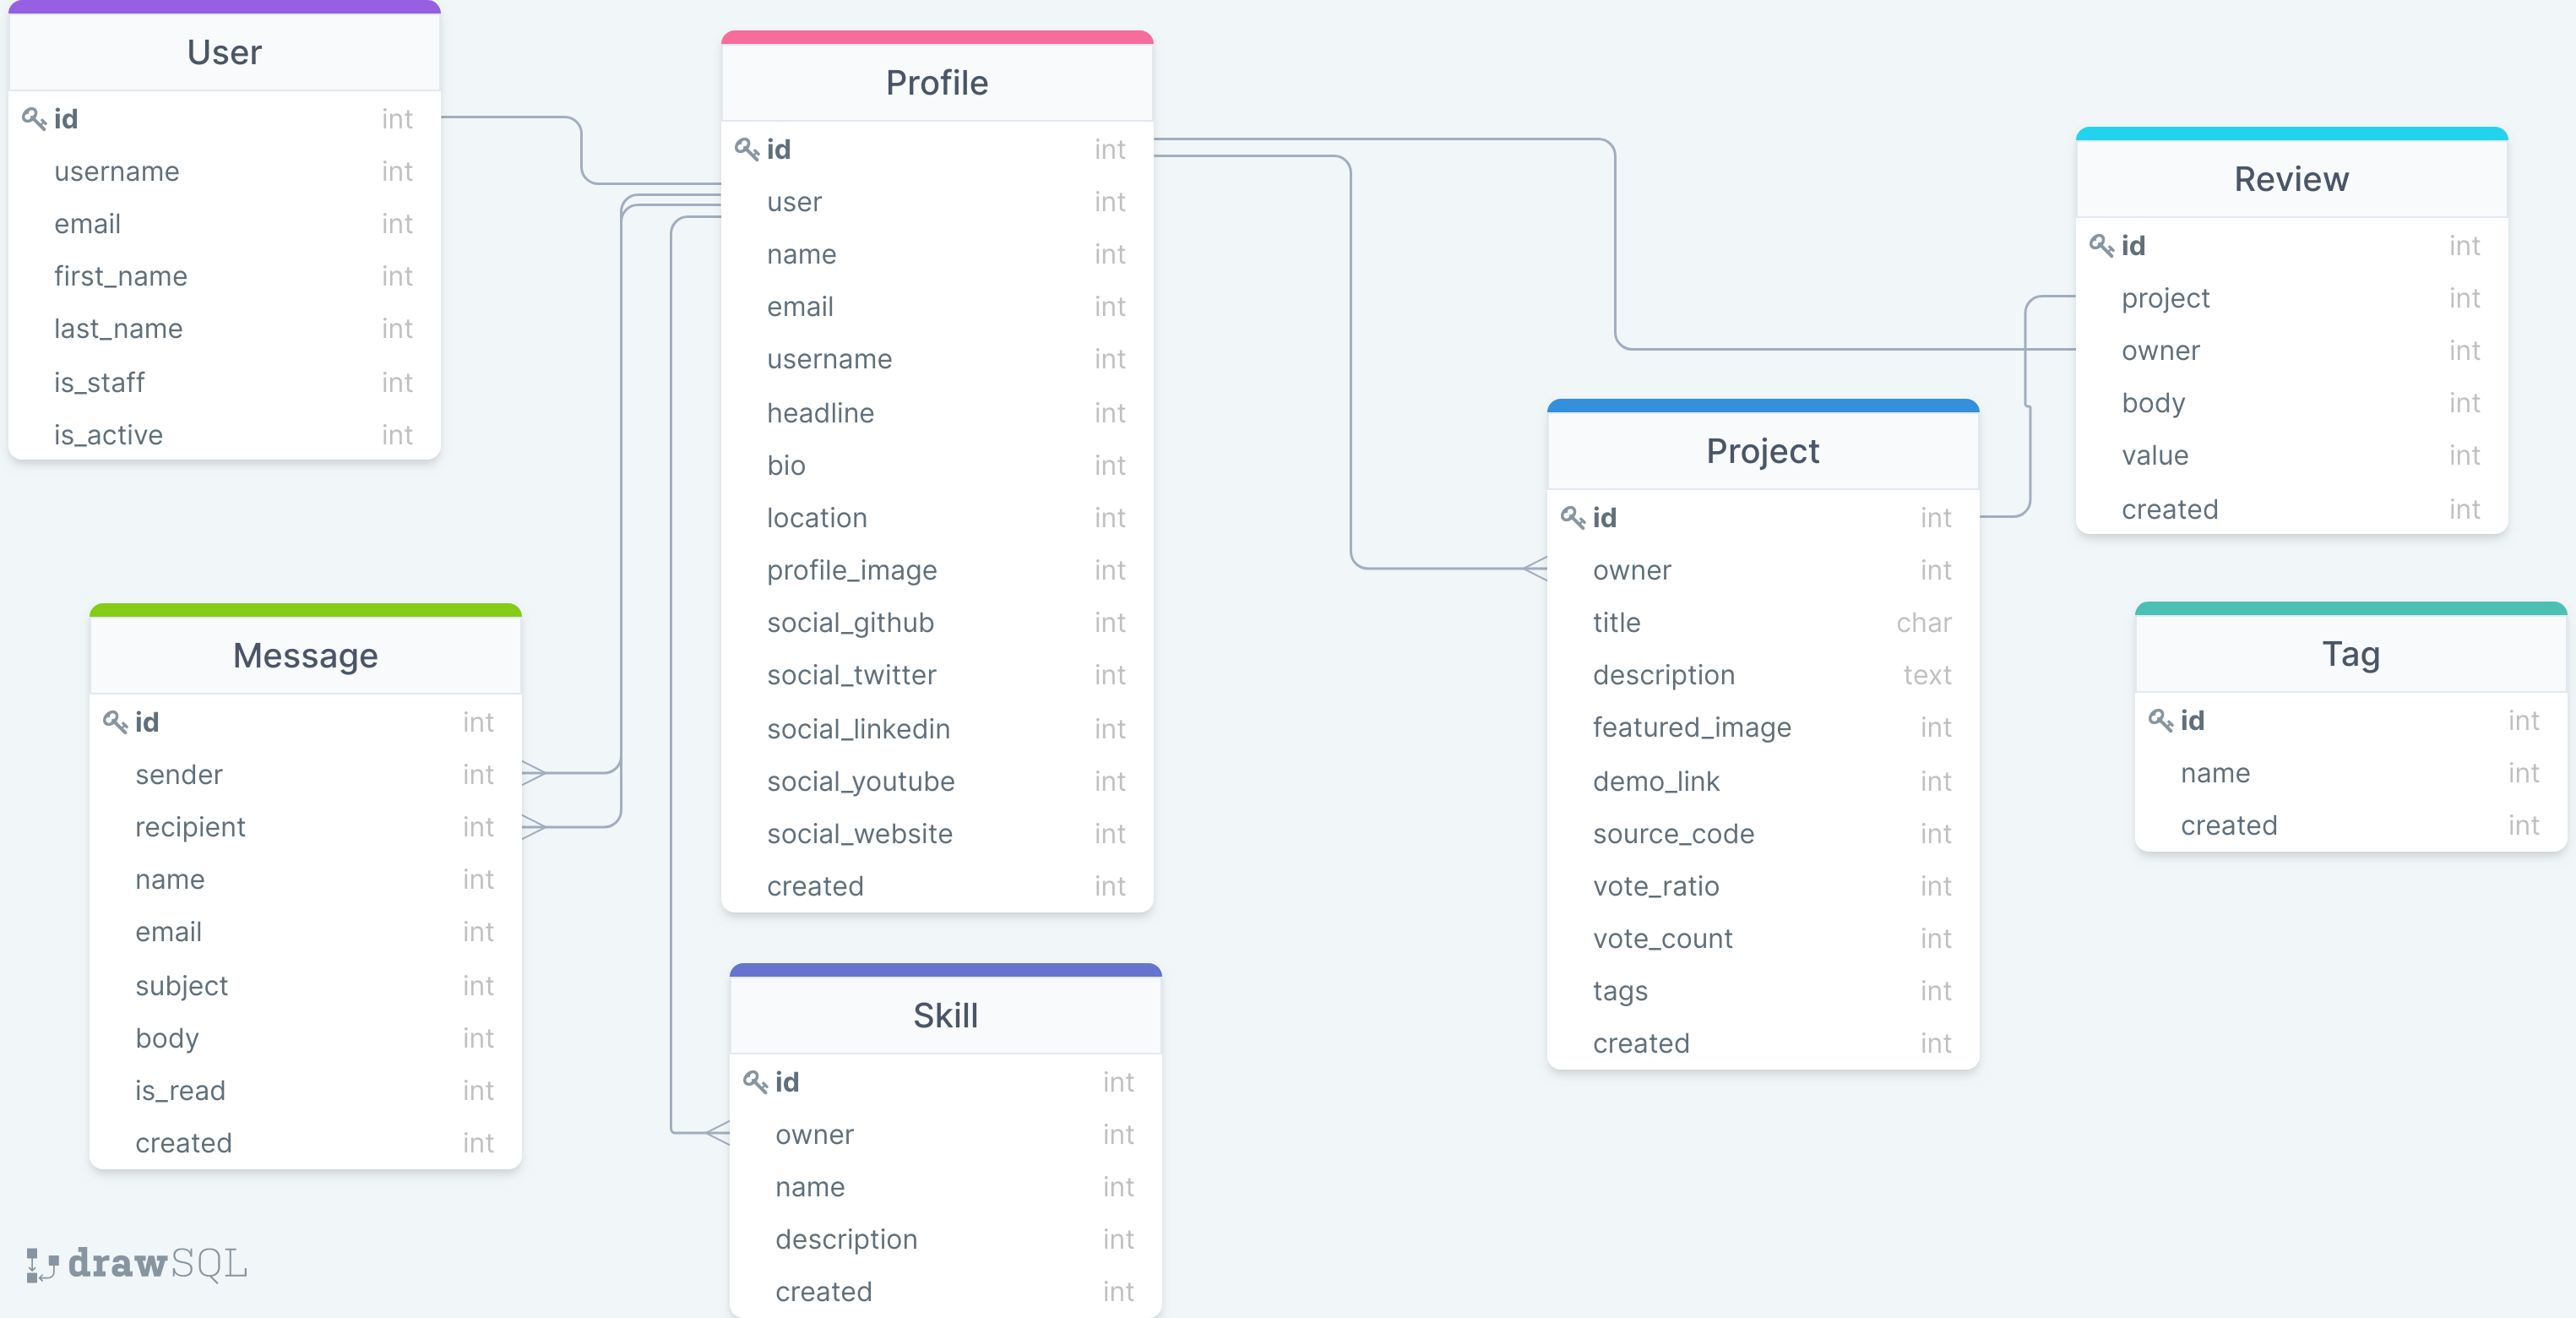 User
id int
username int
email int
first_name int
last_name int
is_staff int
is_active int
Profile
id int
user int
name int
email int
username int
headline int
bio int
location int
profile_image int
social_github int
social_twitter int
social_linkedin int
social_youtube int
social_website int
created int
Review
id int
project int
owner int
body int
value int
created int
Project
id int
owner int
title char
description text
featured_image int
demo_link int
source_code int
vote_ratio int
vote_count int
tags int
created int
Tag
id int
name int
created int
Message
id int
sender int
recipient int
name int
email int
subject int
body int
is_read int
created int
Skill
id int
owner int
name int
description int
created int
drawSQL